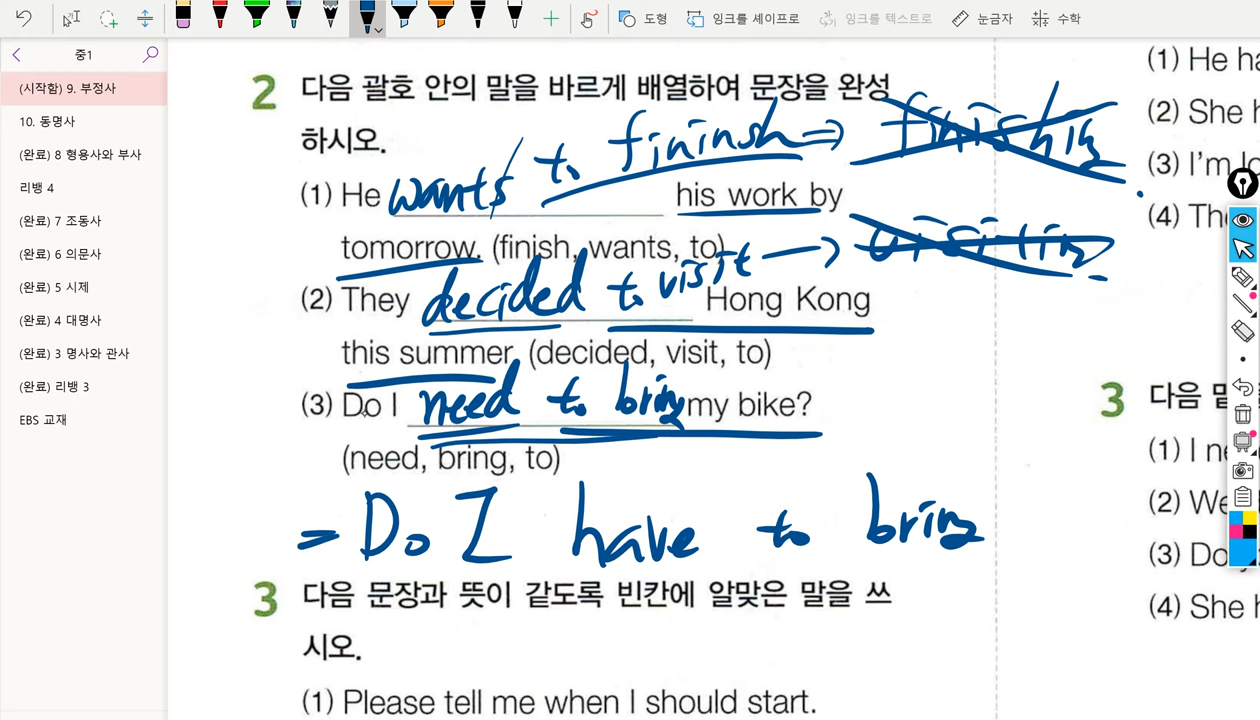 도형
잉크를 셰이프로
잉크를 텍스트로
눈금자
수학
중1
(시작함) 9. 부정사
10. 동명사
(완료) 8 형용사와 부사
리뱅 4
(완료) 7 조동사
(완료) 6 의문사
(완료) 5 시제
(완료) 4 대명사
(완료) 3 명사와 관사
(완료) 리뱅 3
EBS 교재
2 다음 괄호 안의 말을 바르게 배열하여 문장을 완성
하시오.
(1) He wants to fininsh his work by
⇒ finishing
tomorrow. (finish, wants, to)
(2) They decided to visit Hong Kong
→ visiting
this summer. (decided, visit, to)
(3) Do I need to bring my bike?
(need, bring, to)
= Do I have to bring
3 다음 문장과 뜻이 같도록 빈칸에 알맞은 말을 쓰
시오.
(1) Please tell me when I should start.
(1) He ha
(2) She h
(3) I'm lo
(4) The
3 다음
(1) I ne
(2) We
(3) Do y
(4) She h